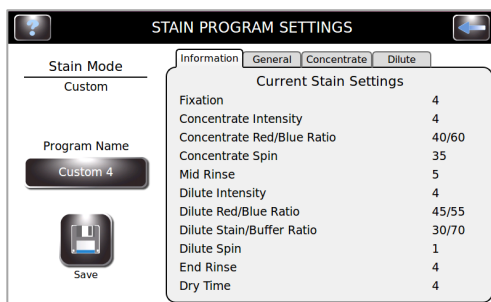 ?
STAIN PROGRAM SETTINGS
Stain Mode
Custom
Program Name
Custom 4
Save
Information General Concentrate Dilute
Current Stain Settings
Fixation 4
Concentrate Intensity 4
Concentrate Red/Blue Ratio 40/60
Concentrate Spin 35
Mid Rinse 5
Dilute Intensity 4
Dilute Red/Blue Ratio 45/55
Dilute Stain/Buffer Ratio 30/70
Dilute Spin 1
End Rinse 4
Dry Time 4